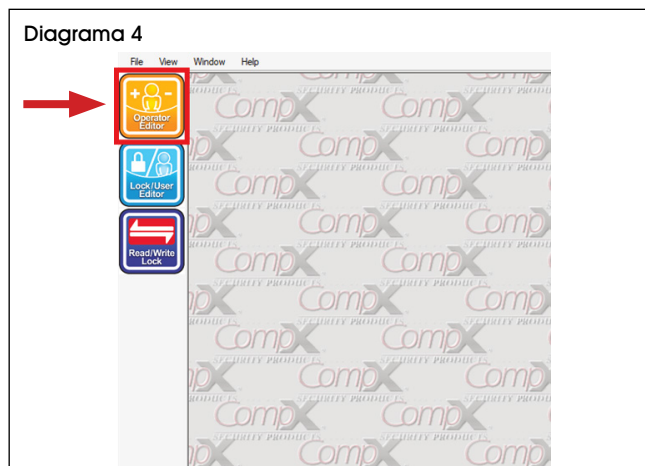 Diagrama 4
File View Window Help
+ -
Operator
Editor
Lock/User
Editor
Read/Write
Lock
CompX
SECURITY PRODUCTS